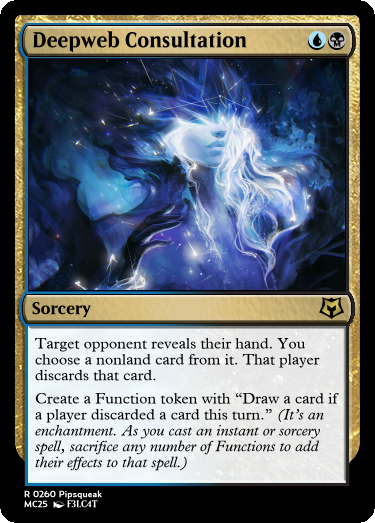 Deepweb Consultation
Sorcery
Target opponent reveals their hand. You
choose a nonland card from it. That player
discards that card.
Create a Function token with “Draw a card if
a player discarded a card this turn.” (It’s an
enchantment. As you cast an instant or sorcery
spell, sacrifice any number of Functions to add
their effects to that spell.)
R 0260 Pipsqueak
MC25 F3LC4T